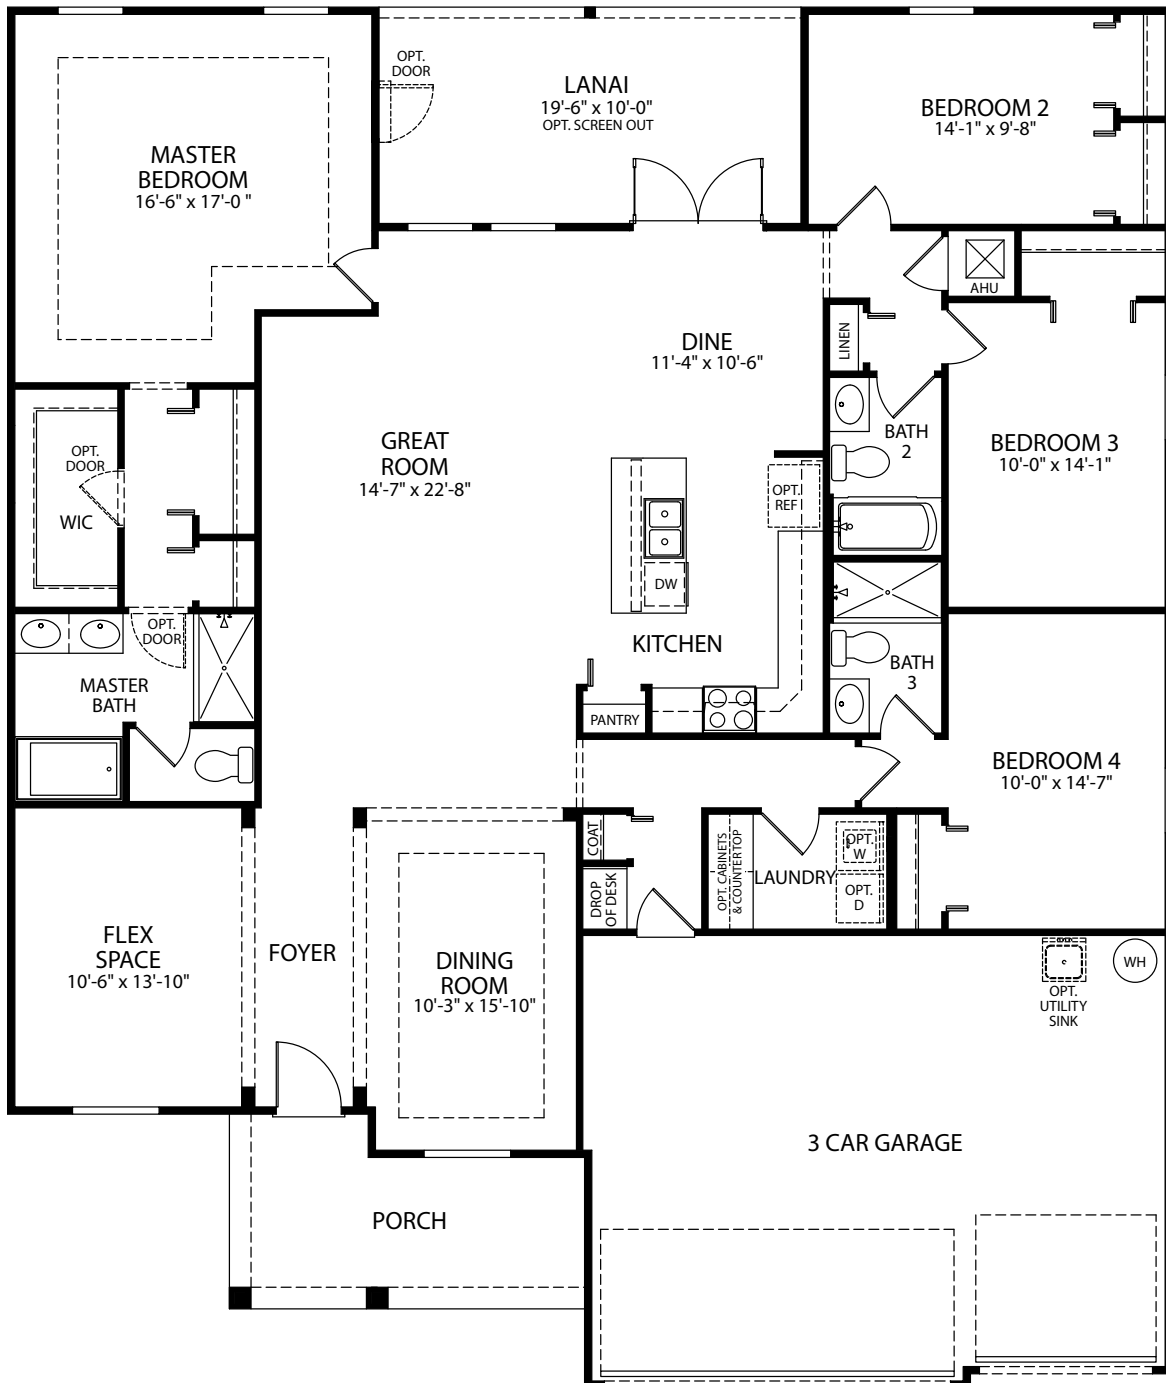 OPT.
DOOR
LANAI
19'-6" x 10'-0"
OPT. SCREEN OUT
BEDROOM 2
14'-1" x 9'-8"
MASTER
BEDROOM
16'-6" x 17'-0 "
AHU
LINEN
DINE
11'-4" x 10'-6"
GREAT
ROOM
14'-7" x 22'-8"
BATH
2
BEDROOM 3
10'-0" x 14'-1"
OPT.
DOOR
WIC
OPT.
REF
DW
OPT.
DOOR
KITCHEN
BATH
3
MASTER
BATH
PANTRY
BEDROOM 4
10'-0" x 14'-7"
COAT
DROP
OF DESK
OPT. CABINETS
& COUNTERTOP
LAUNDRY
OPT.
W
OPT.
D
FLEX
SPACE
10'-6" x 13'-10"
FOYER
DINING
ROOM
10'-3" x 15'-10"
OPT.
UTILITY
SINK
WH
3 CAR GARAGE
PORCH